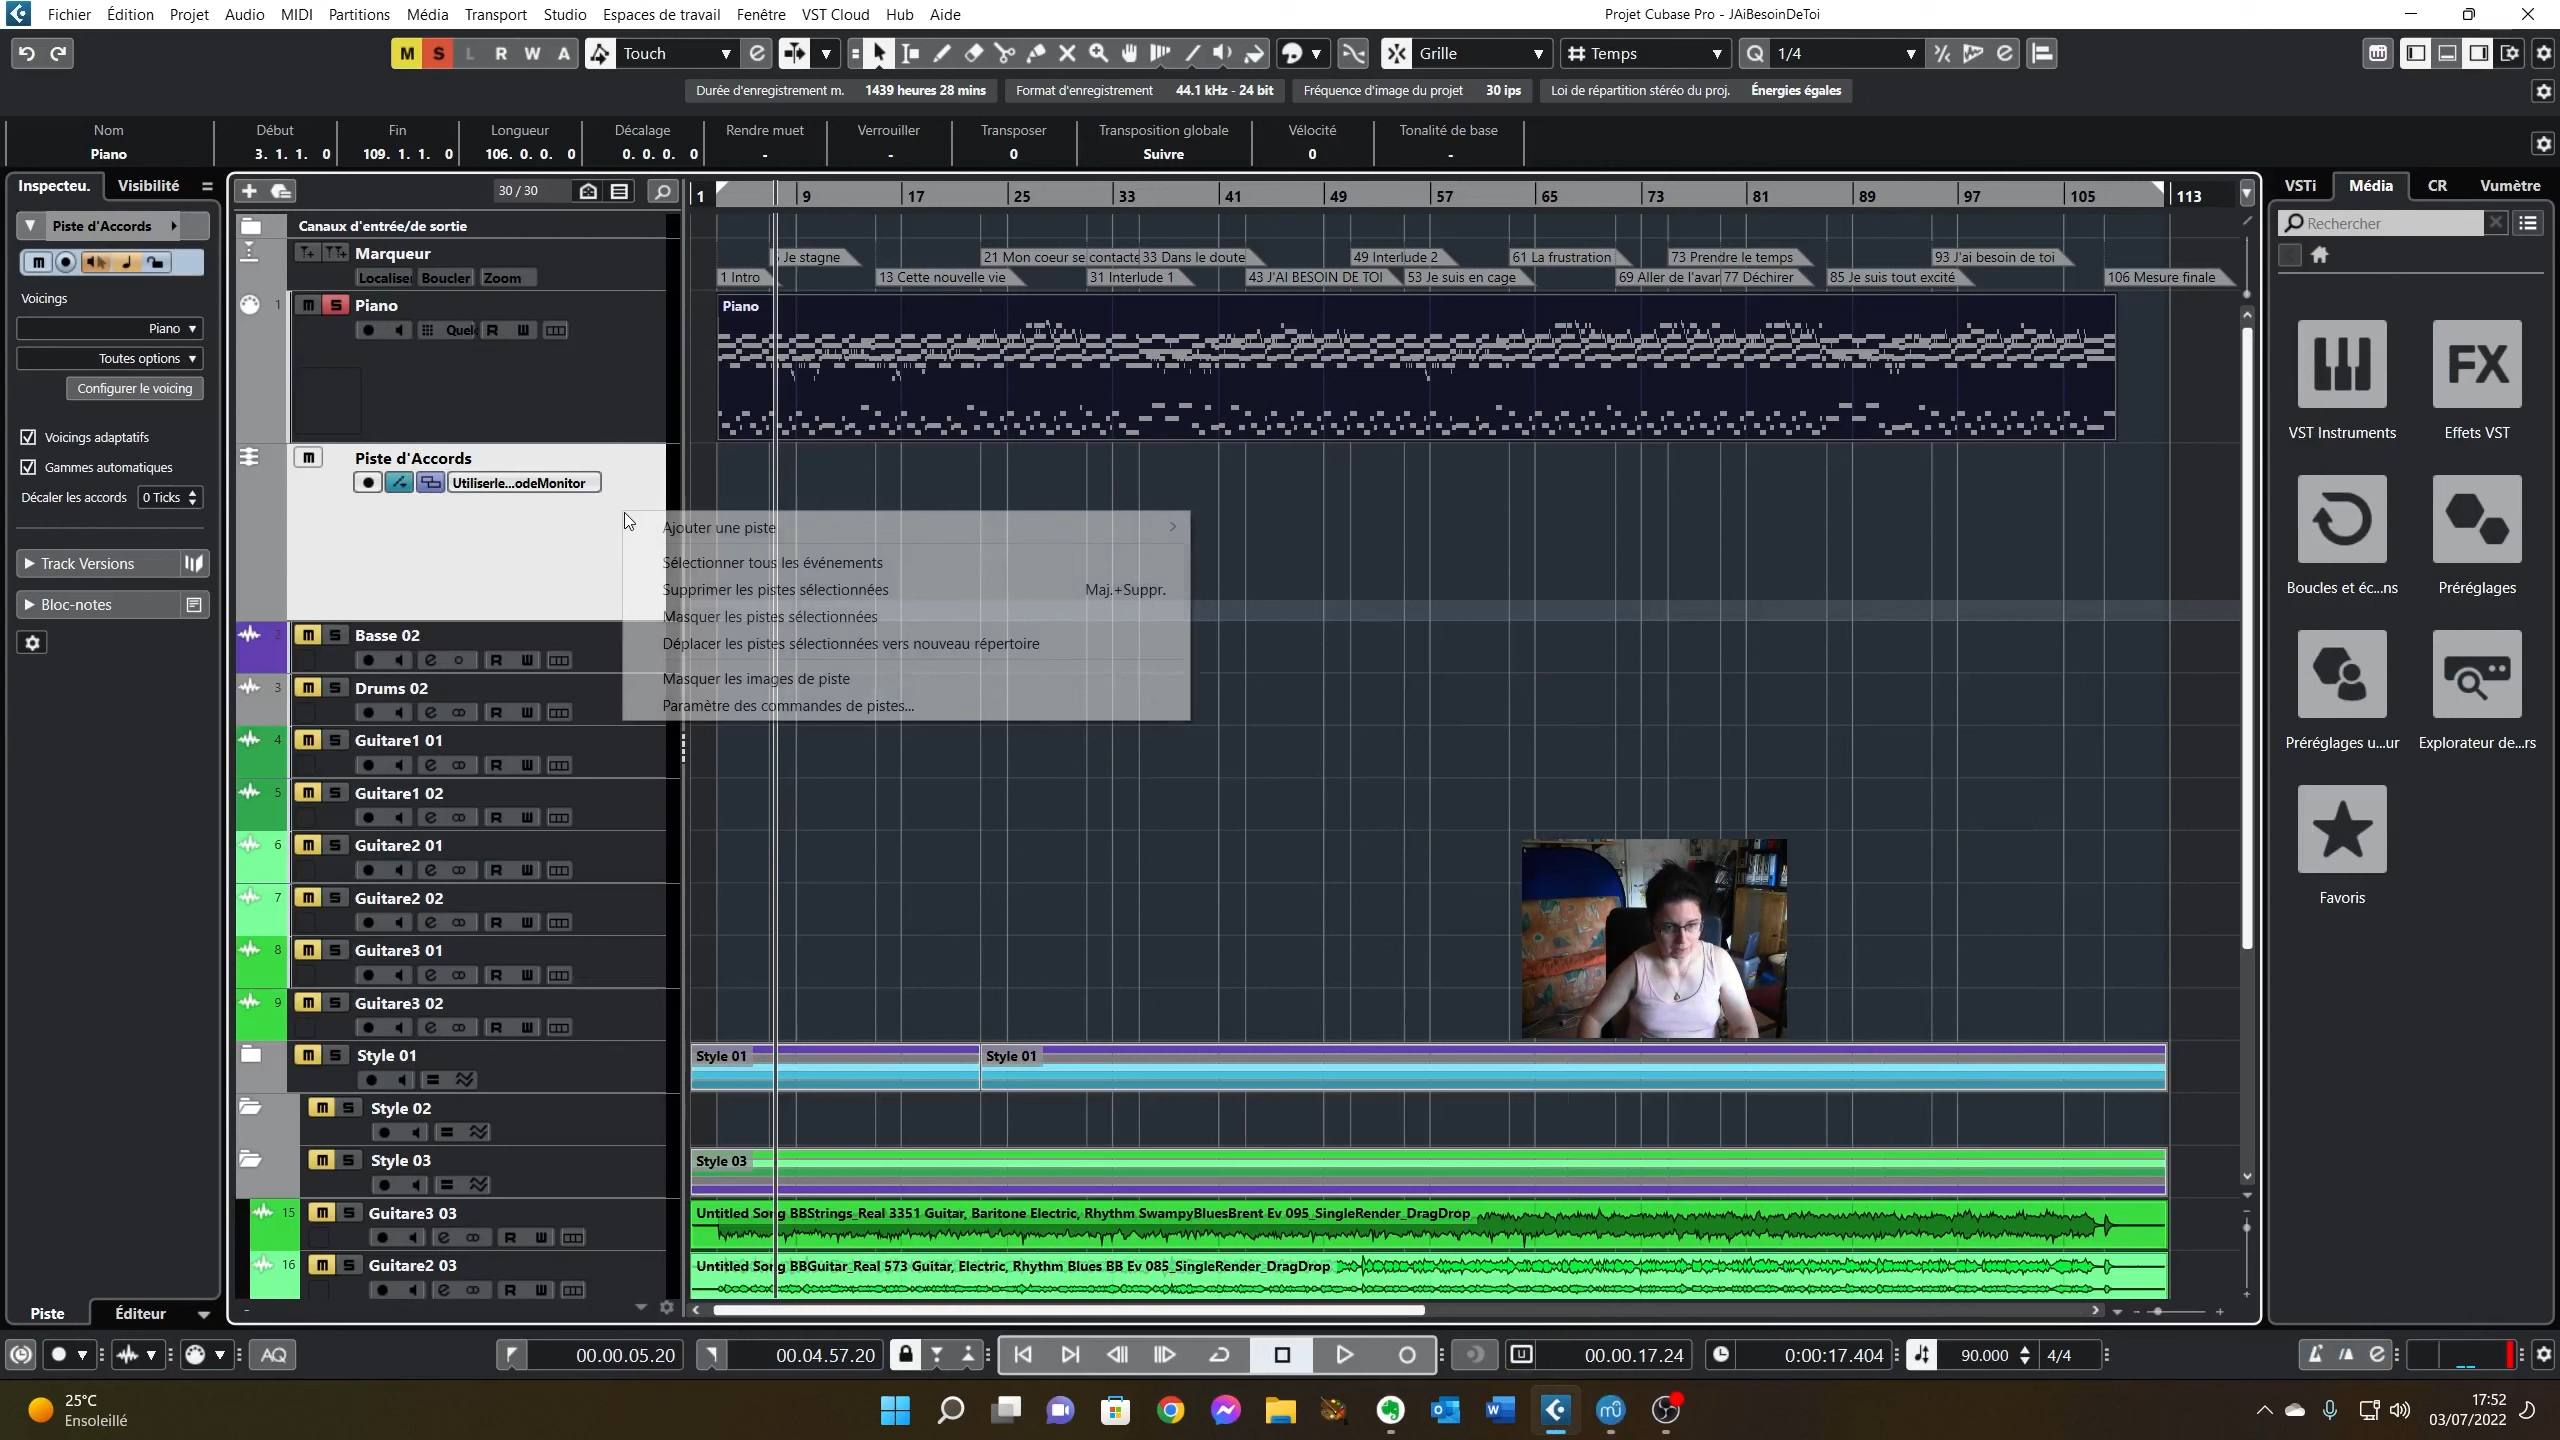 Fichier Édition Projet Audio MIDI Partitions Média Transport Studio Espaces de travail Fenêtre VST Cloud Hub Aide
Projet Cubase Pro - JAiBesoinDeToi
M S L R W A Touch Grille Temps Q 1/4
Durée d'enregistrement m. 1439 heures 28 mins Format d'enregistrement 44.1 kHz - 24 bit Fréquence d'image du projet 30 ips Loi de répartition stéréo du proj. Énergies égales
Nom Début Fin Longueur Décalage Rendre muet Verrouiller Transposer Transposition globale Vélocité Tonalité de base
Piano 3. 1. 1. 0 109. 1. 1. 0 106. 0. 0. 0 0. 0. 0. 0 - - 0 Suivre 0 -
Inspecteu. Visibilité
Piste d'Accords
Voicings
Piano
Toutes options
Configurer le voicing
Voicings adaptatifs
Gammes automatiques
Décaler les accords 0 Ticks
Track Versions
Bloc-notes
Piste Éditeur
30 / 30
Canaux d'entrée/de sortie
Marqueur
Localise Boucler Zoom
1 m S Piano
Quel R W
m Piste d'Accords
Utiliserle...odeMonitor
2 m S Basse 02
3 m S Drums 02
4 m S Guitare1 01
5 m S Guitare1 02
6 m S Guitare2 01
7 m S Guitare2 02
8 m S Guitare3 01
9 m S Guitare3 02
m S Style 01
m S Style 02
m S Style 03
15 m S Guitare3 03
16 m S Guitare2 03
1 9 17 25 33 41 49 57 65 73 81 89 97 105 113
Je stagne 21 Mon coeur se contacte 33 Dans le doute 49 Interlude 2 61 La frustration 73 Prendre le temps 93 J'ai besoin de toi
1 Intro 13 Cette nouvelle vie 31 Interlude 1 43 J'AI BESOIN DE TOI 53 Je suis en cage 69 Aller de l'avar 77 Déchirer 85 Je suis tout excité 106 Mesure finale
Piano
Ajouter une piste
Sélectionner tous les événements
Supprimer les pistes sélectionnées Maj.+Suppr.
Masquer les pistes sélectionnées
Déplacer les pistes sélectionnées vers nouveau répertoire
Masquer les images de piste
Paramètre des commandes de pistes...
Style 01 Style 01
Style 03
Untitled Song BBStrings_Real 3351 Guitar, Baritone Electric, Rhythm SwampyBluesBrent Ev 095_SingleRender_DragDrop
Untitled Song BBGuitar_Real 573 Guitar, Electric, Rhythm Blues BB Ev 085_SingleRender_DragDrop
VSTi Média CR Vumètre
Rechercher
VST Instruments
FX
Effets VST
Boucles et éc...ns Préréglages
Préréglages u...ur Explorateur de...rs
Favoris
AQ 00.00.05.20 00.04.57.20 00.00.17.24 0:00:17.404 90.000 4/4
25°C
Ensoleillé
17:52
03/07/2022